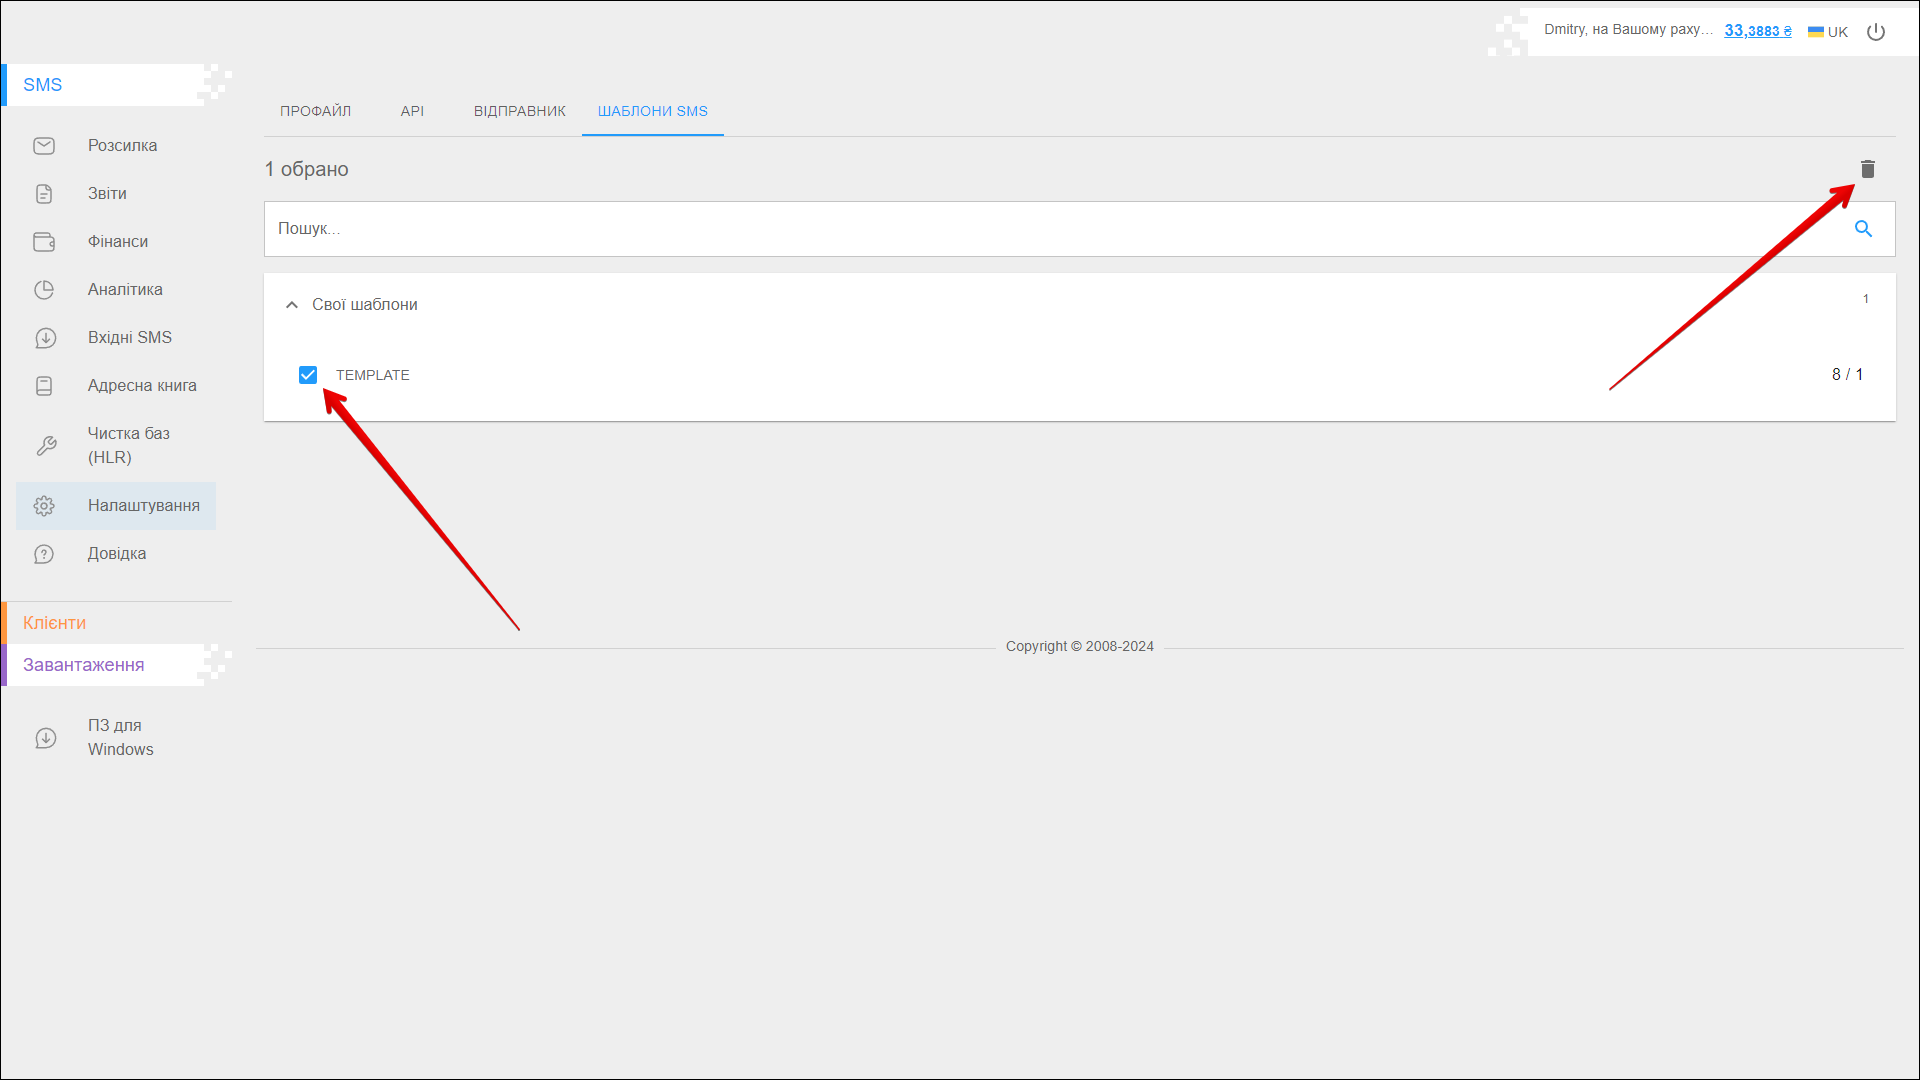 Dmitry, на Вашому раху... 33,3883 ₴ UK
SMS
Розсилка
Звіти
Фінанси
Аналітика
Вхідні SMS
Адресна книга
Чистка баз
(HLR)
Налаштування
Довідка
Клієнти
Завантаження
ПЗ для
Windows
ПРОФАЙЛ API ВІДПРАВНИК ШАБЛОНИ SMS
1 обрано
Пошук...
Свої шаблони 1
TEMPLATE 8 / 1
Copyright © 2008-2024